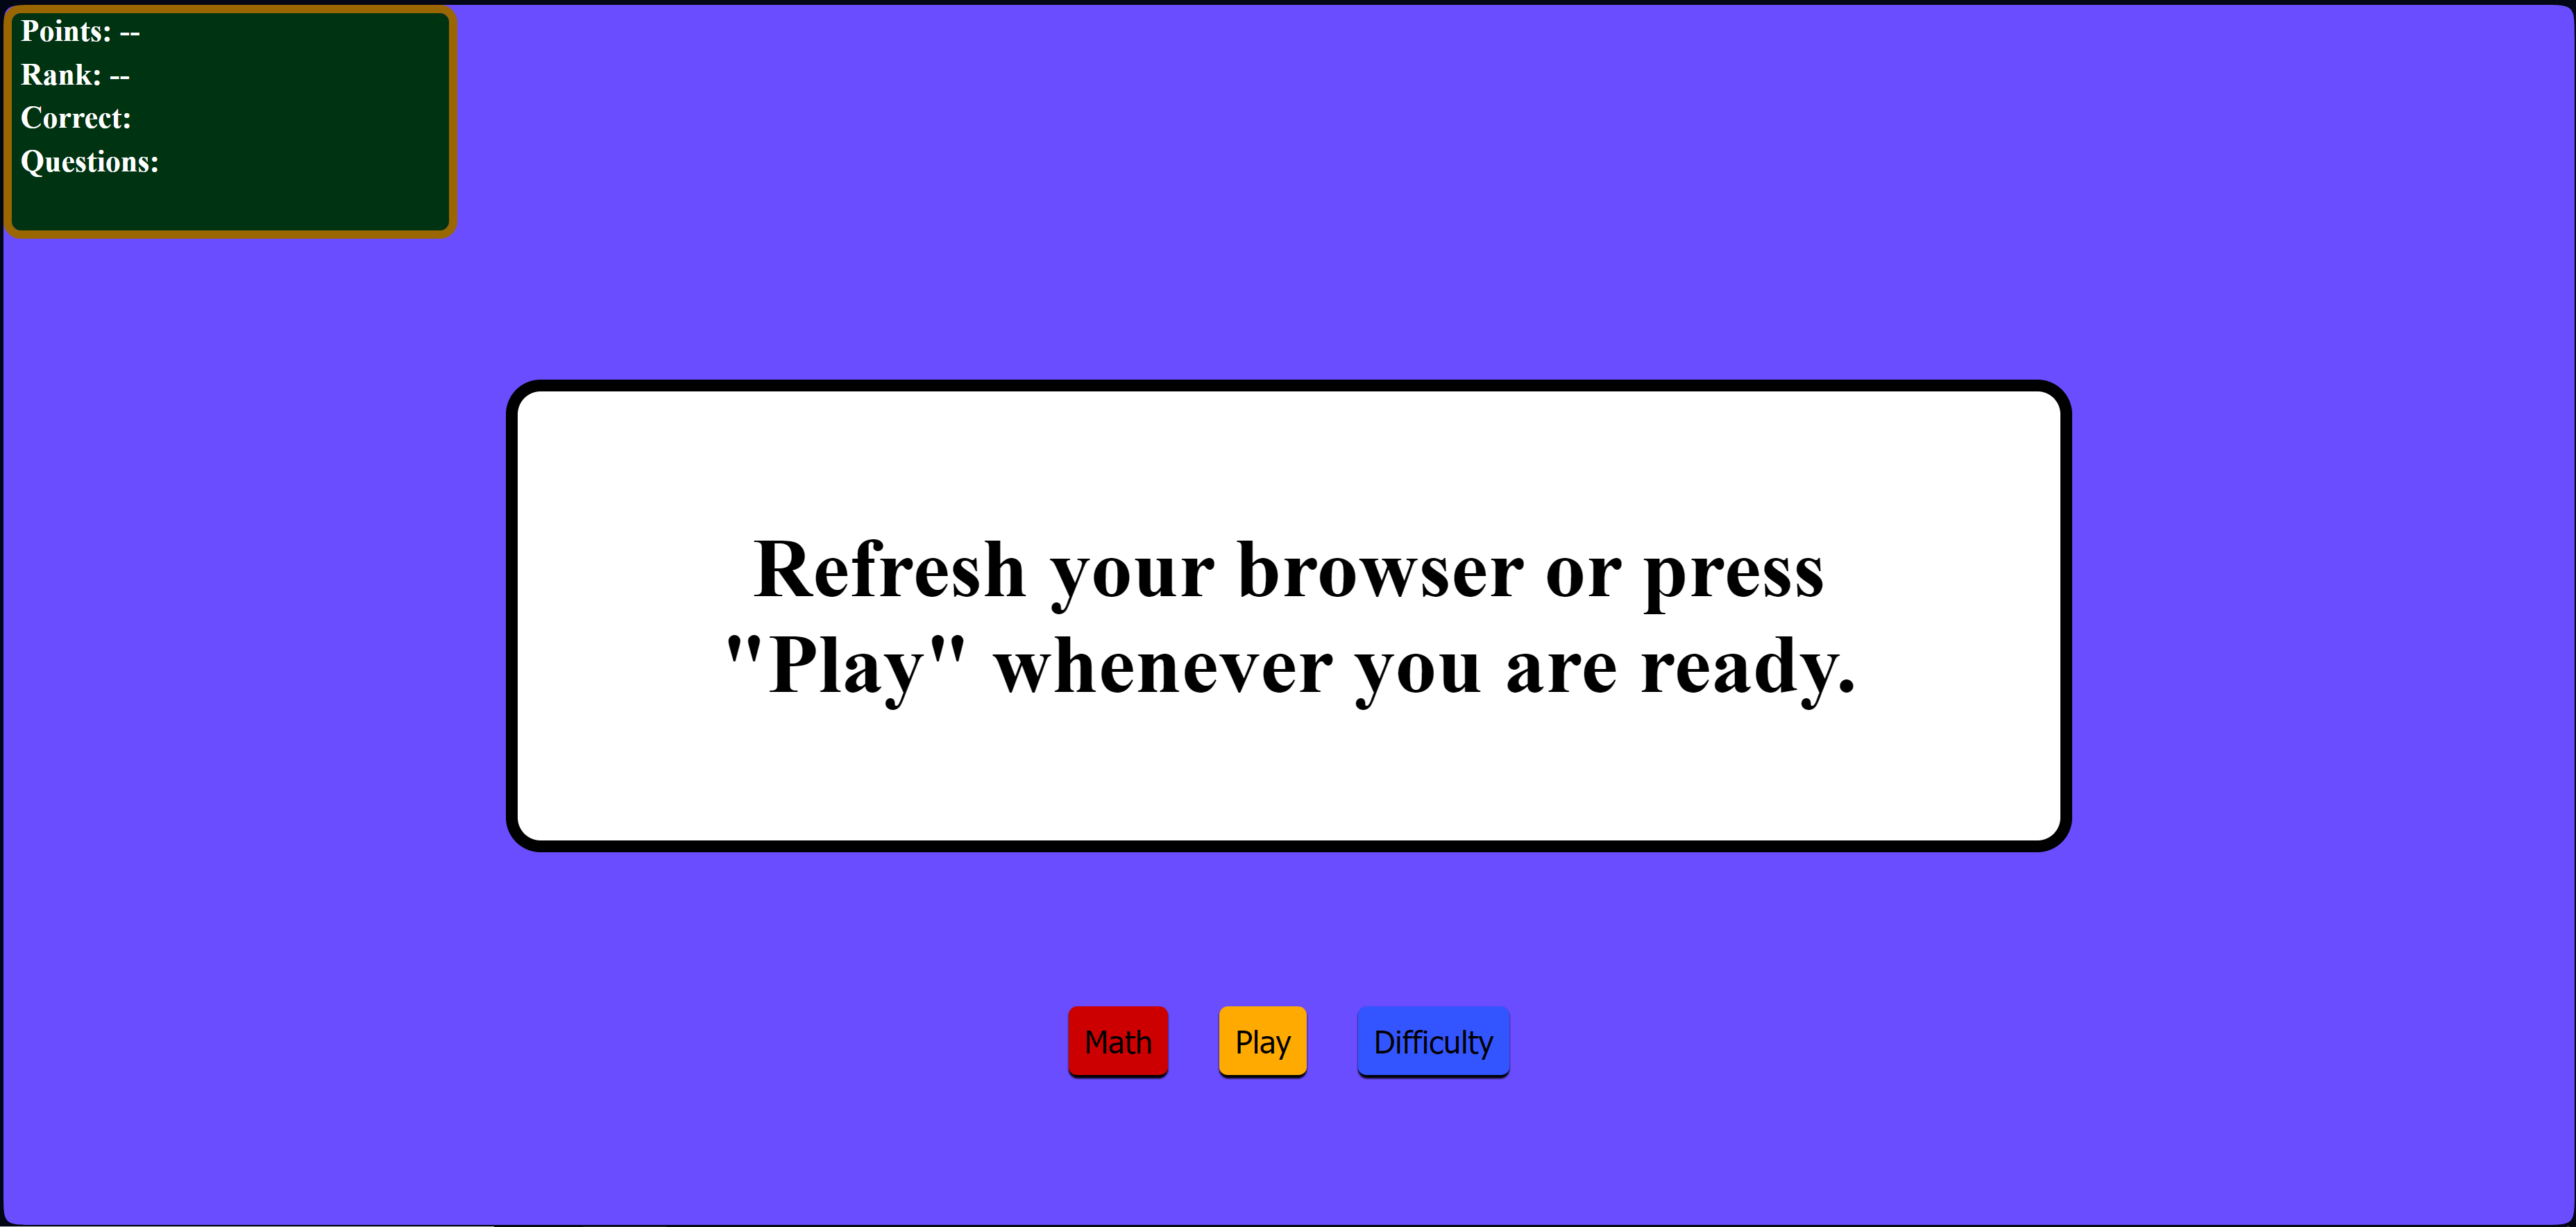 Points: --
Rank: --
Correct:
Questions:
Refresh your browser or press
"Play" whenever you are ready.
Math
Play
Difficulty